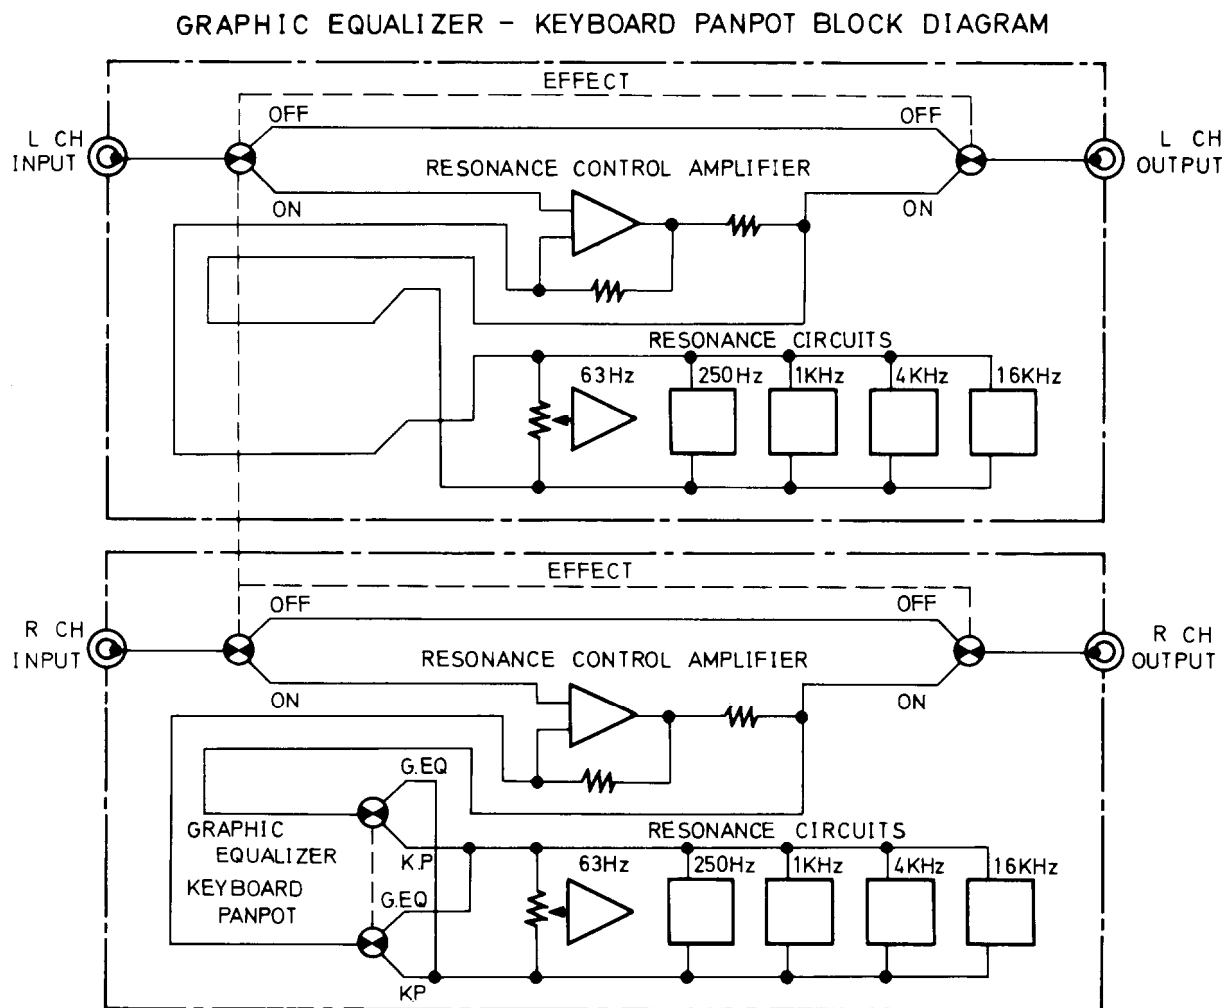 GRAPHIC EQUALIZER - KEYBOARD PANPOT BLOCK DIAGRAM
EFFECT
OFF
OFF
L CH
INPUT
L CH
OUTPUT
RESONANCE CONTROL AMPLIFIER
ON
ON
RESONANCE CIRCUITS
63Hz
250Hz
1KHz
4KHz
16KHz
EFFECT
OFF
OFF
R CH
INPUT
R CH
OUTPUT
RESONANCE CONTROL AMPLIFIER
ON
ON
G.EQ
GRAPHIC
EQUALIZER
K.P
RESONANCE CIRCUITS
63Hz
250Hz
1KHz
4KHz
16KHz
KEYBOARD
PANPOT
G.EQ
K.P